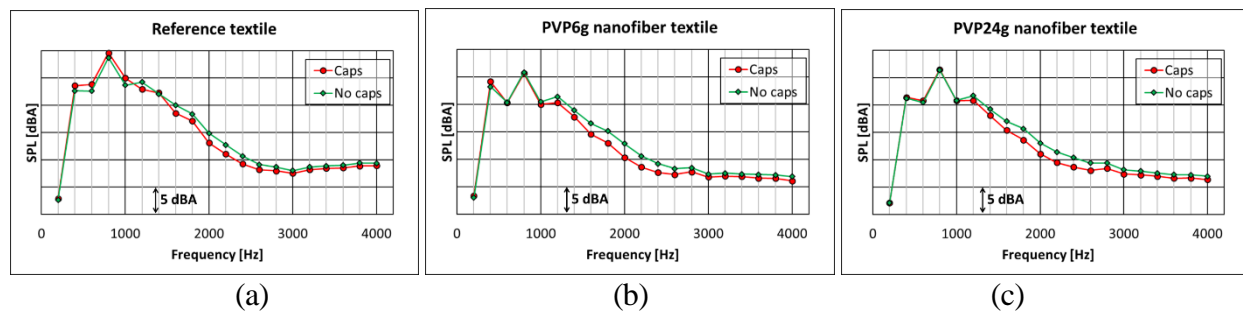 Reference textile
SPL [dBA]
Caps
No caps
5 dBA
0 1000 2000 3000 4000
Frequency [Hz]
(a)
PVP6g nanofiber textile
SPL [dBA]
Caps
No caps
5 dBA
0 1000 2000 3000 4000
Frequency [Hz]
(b)
PVP24g nanofiber textile
SPL [dBA]
Caps
No caps
5 dBA
0 1000 2000 3000 4000
Frequency [Hz]
(c)